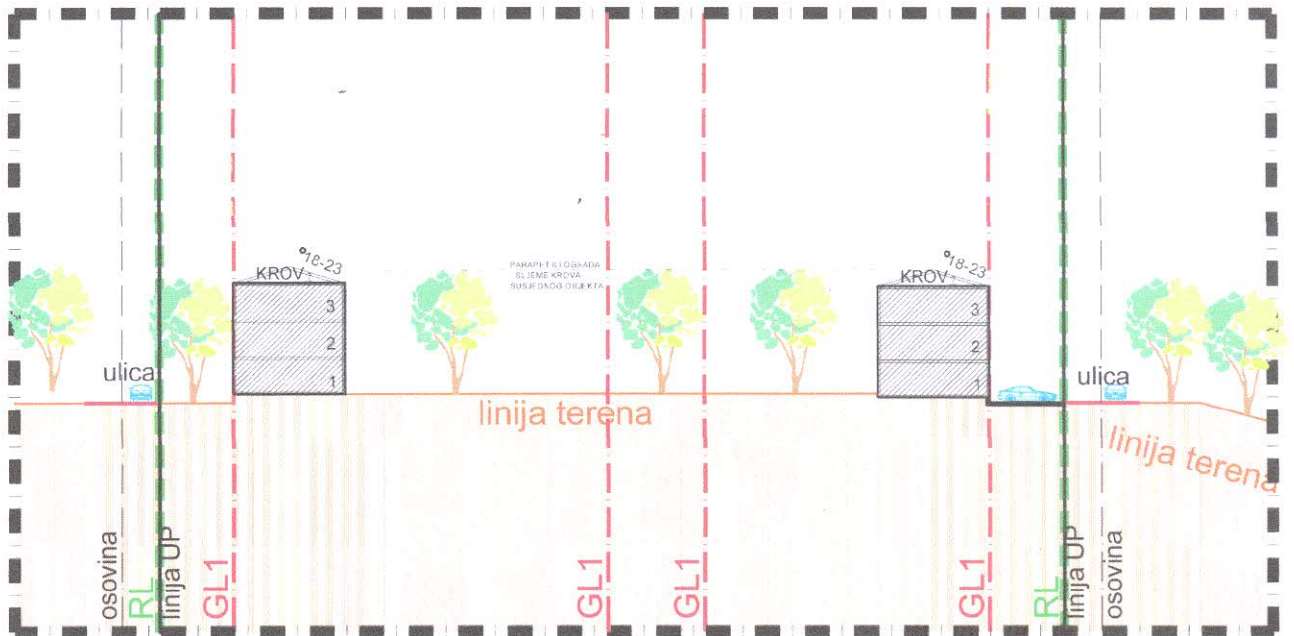 °18-23
KROV
3
2
1
PARAPET ILI OGRADA
SLJEME KROVA
SUSJEDNOG OBJEKTA
°18-23
KROV
3
2
1
ulica
ulica
linija terena
linija terena
osovina
RL
linija UP
GL1
GL1
GL1
GL1
RL
linija UP
osovina